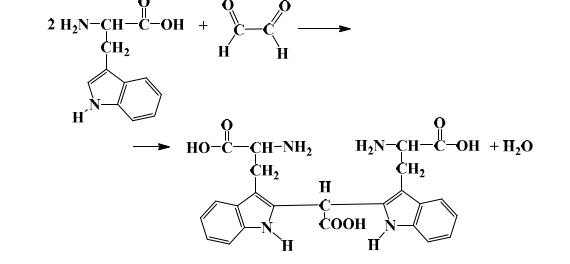 O O O
2 H₂N-CH-C-OH + C-C
CH₂ H H
N
H
O O
HO-C-CH-NH₂ H₂N-CH-C-OH + H₂O
CH₂ H CH₂
C
N COOH N
H H